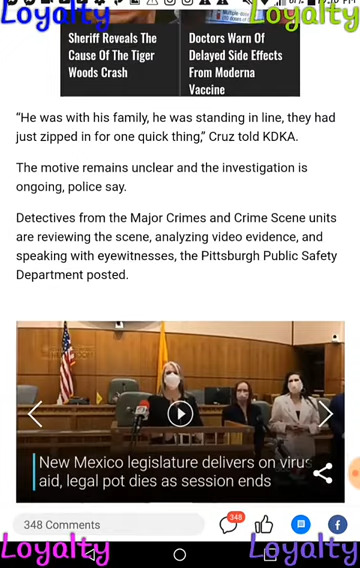 Loyalty
Loyalty
Sheriff Reveals The
Cause Of The Tiger
Woods Crash
Doctors Warn Of
Delayed Side Effects
From Moderna
Vaccine
“He was with his family, he was standing in line, they had
just zipped in for one quick thing,” Cruz told KDKA.
The motive remains unclear and the investigation is
ongoing, police say.
Detectives from the Major Crimes and Crime Scene units
are reviewing the scene, analyzing video evidence, and
speaking with eyewitnesses, the Pittsburgh Public Safety
Department posted.
New Mexico legislature delivers on virus
aid, legal pot dies as session ends
348 Comments
348
Loyalty
Loyalty